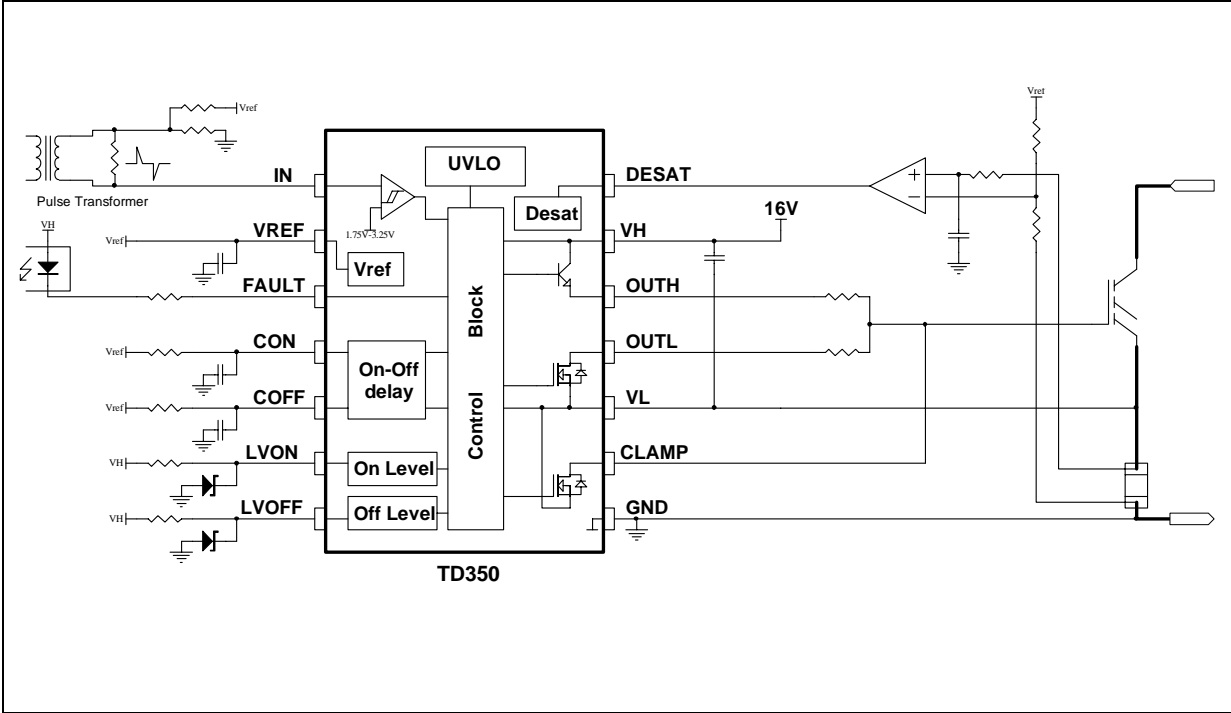 Vref
Vref
Pulse Transformer
IN
UVLO
DESAT
Desat
1.75V-3.25V
VH
16V
VH
Vref
VREF
Vref
FAULT
OUTH
Control Block
Vref
CON
On-Off
delay
OUTL
Vref
COFF
VL
VH
LVON
On Level
CLAMP
VH
LVOFF
Off Level
GND
TD350